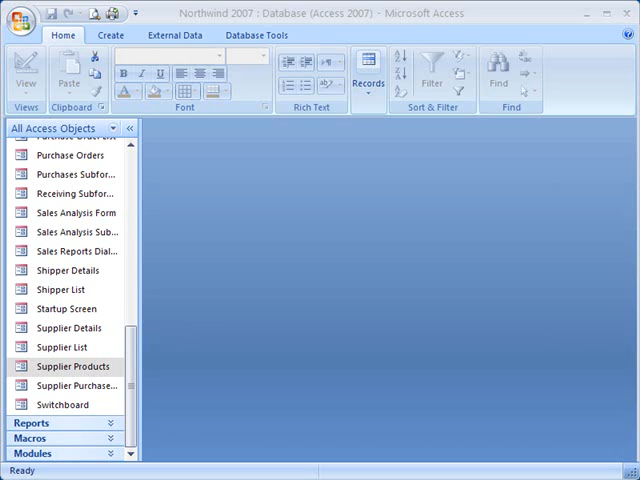 Northwind 2007 : Database (Access 2007) - Microsoft Access
Home Create External Data Database Tools
View Paste B I U A Records Filter Find
Views Clipboard Font Rich Text Sort & Filter Find
All Access Objects
Purchase Orders
Purchases Subfor...
Receiving Subfor...
Sales Analysis Form
Sales Analysis Sub...
Sales Reports Dial...
Shipper Details
Shipper List
Startup Screen
Supplier Details
Supplier List
Supplier Products
Supplier Purchase...
Switchboard
Reports
Macros
Modules
Ready